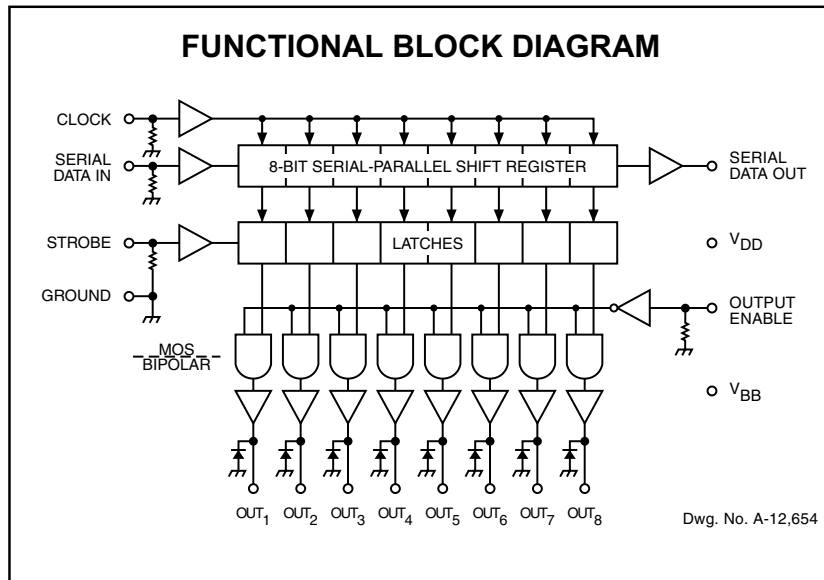 FUNCTIONAL BLOCK DIAGRAM
CLOCK
SERIAL
DATA IN
8-BIT SERIAL-PARALLEL SHIFT REGISTER
SERIAL
DATA OUT
STROBE
LATCHES
VDD
GROUND
OUTPUT
ENABLE
MOS
BIPOLAR
VBB
OUT1 OUT2 OUT3 OUT4 OUT5 OUT6 OUT7 OUT8
Dwg. No. A-12,654